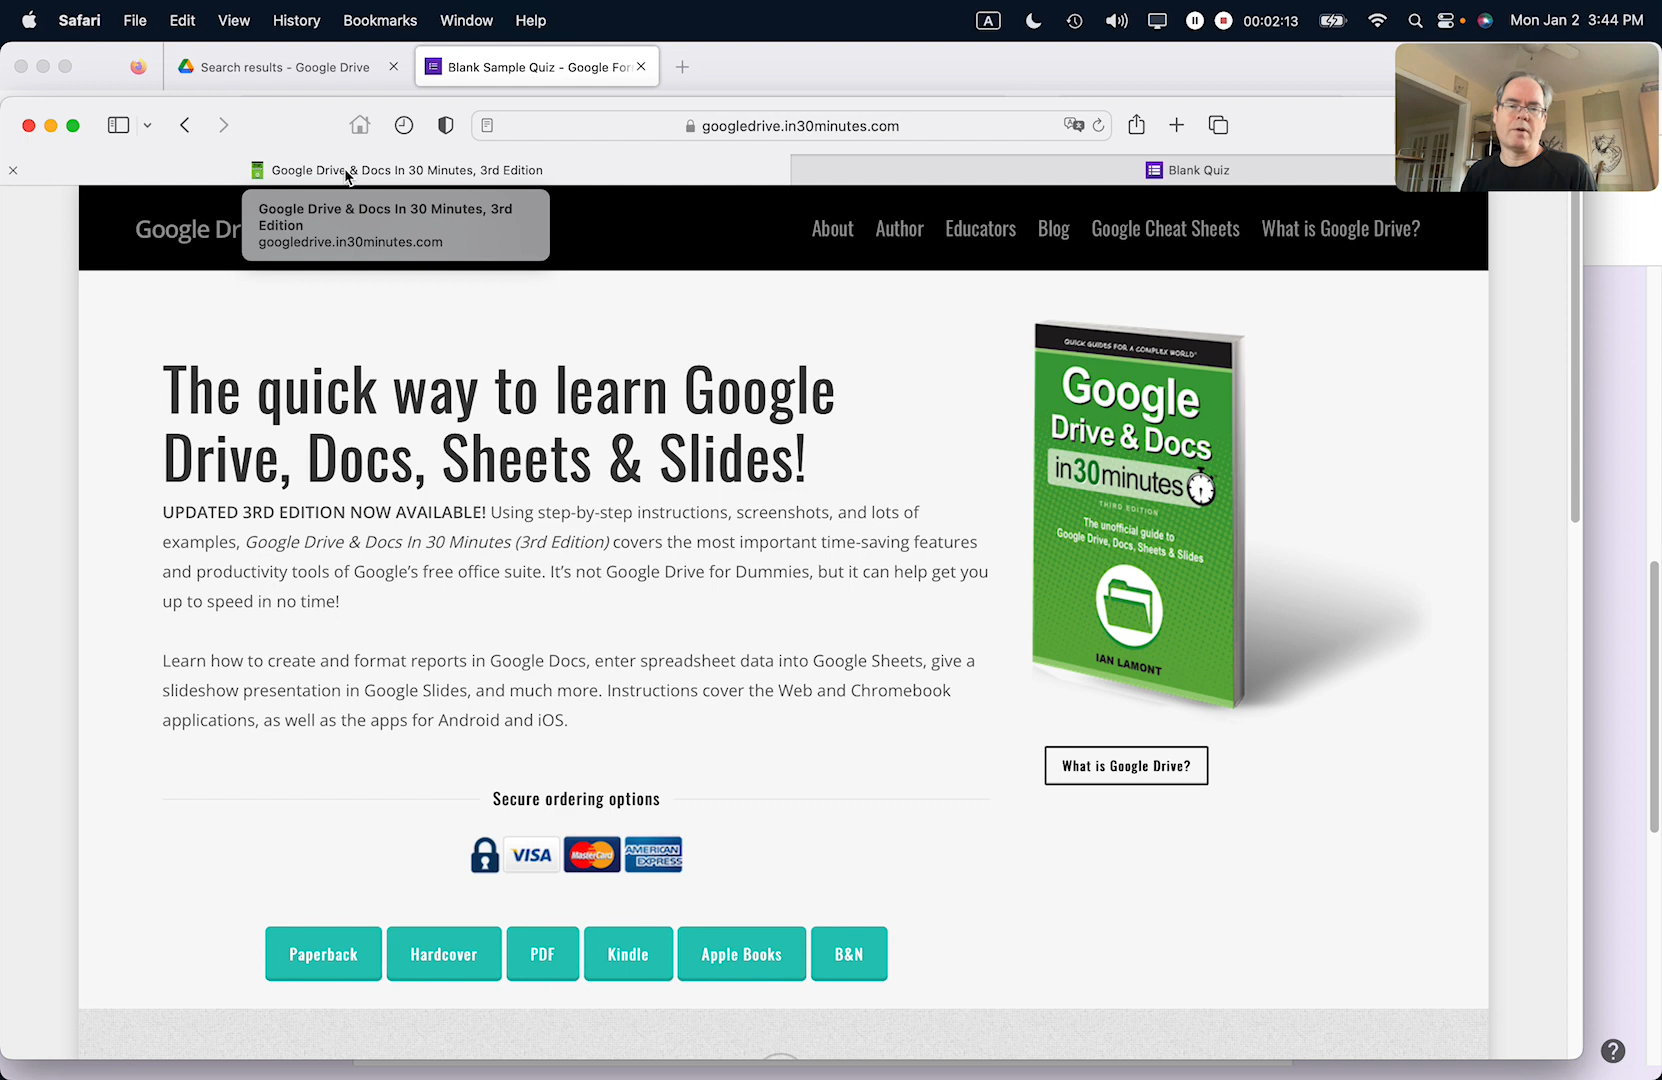 Safari File Edit View History Bookmarks Window Help A 00:02:13 Mon Jan 2 3:44 PM
Search results - Google Drive Blank Sample Quiz - Google For
googledrive.in30minutes.com
Google Drive & Docs In 30 Minutes, 3rd Edition Blank Quiz
Google Drive & Docs In 30 Minutes, 3rd
Edition
googledrive.in30minutes.com
Google Dr About Author Educators Blog Google Cheat Sheets What is Google Drive?
The quick way to learn Google
Drive, Docs, Sheets & Slides!
UPDATED 3RD EDITION NOW AVAILABLE! Using step-by-step instructions, screenshots, and lots of
examples, Google Drive & Docs In 30 Minutes (3rd Edition) covers the most important time-saving features
and productivity tools of Google’s free office suite. It’s not Google Drive for Dummies, but it can help get you
up to speed in no time!
Learn how to create and format reports in Google Docs, enter spreadsheet data into Google Sheets, give a
slideshow presentation in Google Slides, and much more. Instructions cover the Web and Chromebook
applications, as well as the apps for Android and iOS.
QUICK GUIDES FOR A COMPLEX WORLD®
Google
Drive & Docs
in30minutes
THIRD EDITION
The unofficial guide to
Google Drive, Docs, Sheets & Slides
IAN LAMONT
What is Google Drive?
Secure ordering options
VISA MasterCard AMERICAN EXPRESS
Paperback Hardcover PDF Kindle Apple Books B&N
?